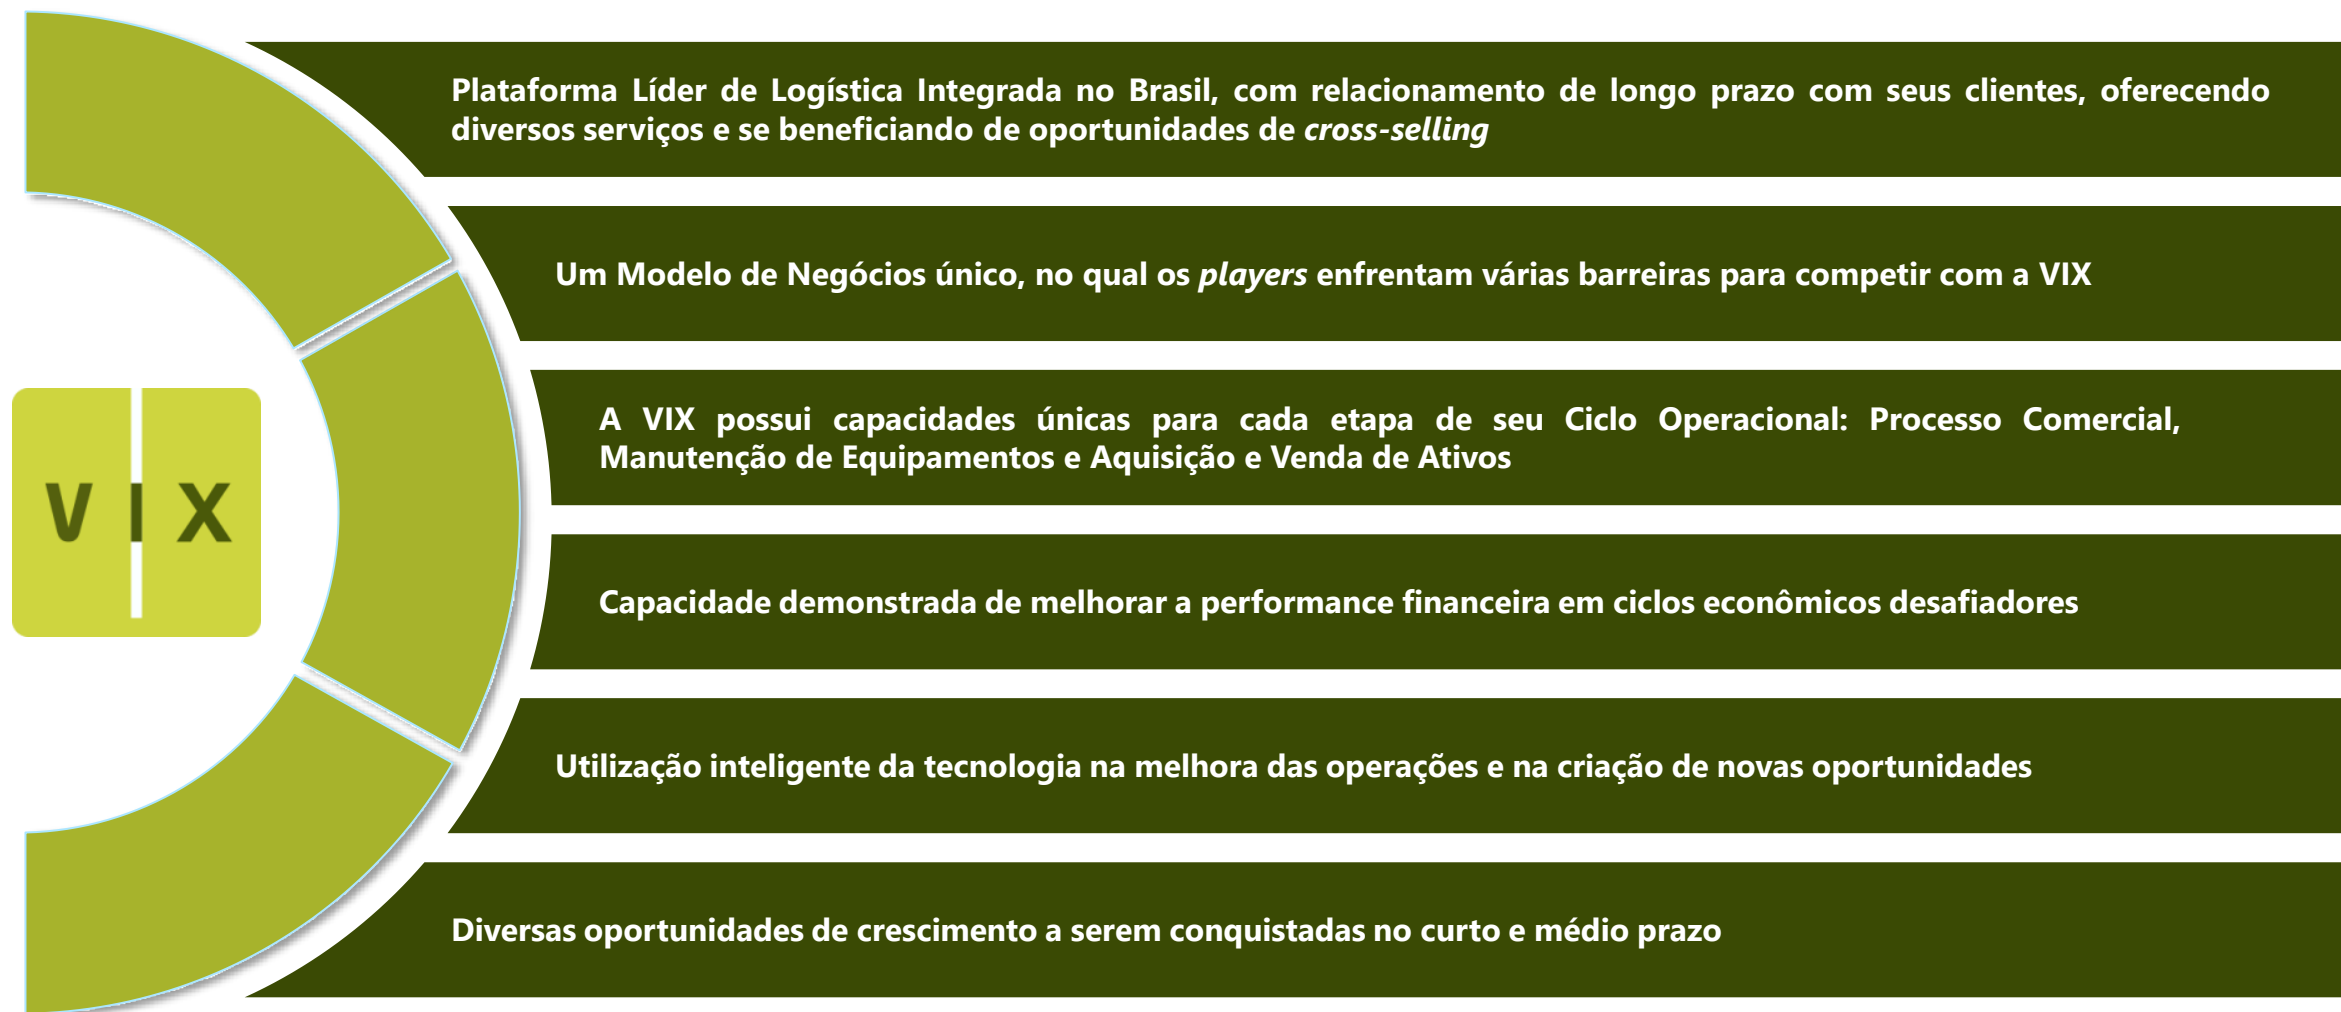 Plataforma Líder de Logística Integrada no Brasil, com relacionamento de longo prazo com seus clientes, oferecendo
diversos serviços e se beneficiando de oportunidades de cross-selling
Um Modelo de Negócios único, no qual os players enfrentam várias barreiras para competir com a VIX
A VIX possui capacidades únicas para cada etapa de seu Ciclo Operacional: Processo Comercial,
Manutenção de Equipamentos e Aquisição e Venda de Ativos
VIX
Capacidade demonstrada de melhorar a performance financeira em ciclos econômicos desafiadores
Utilização inteligente da tecnologia na melhora das operações e na criação de novas oportunidades
Diversas oportunidades de crescimento a serem conquistadas no curto e médio prazo